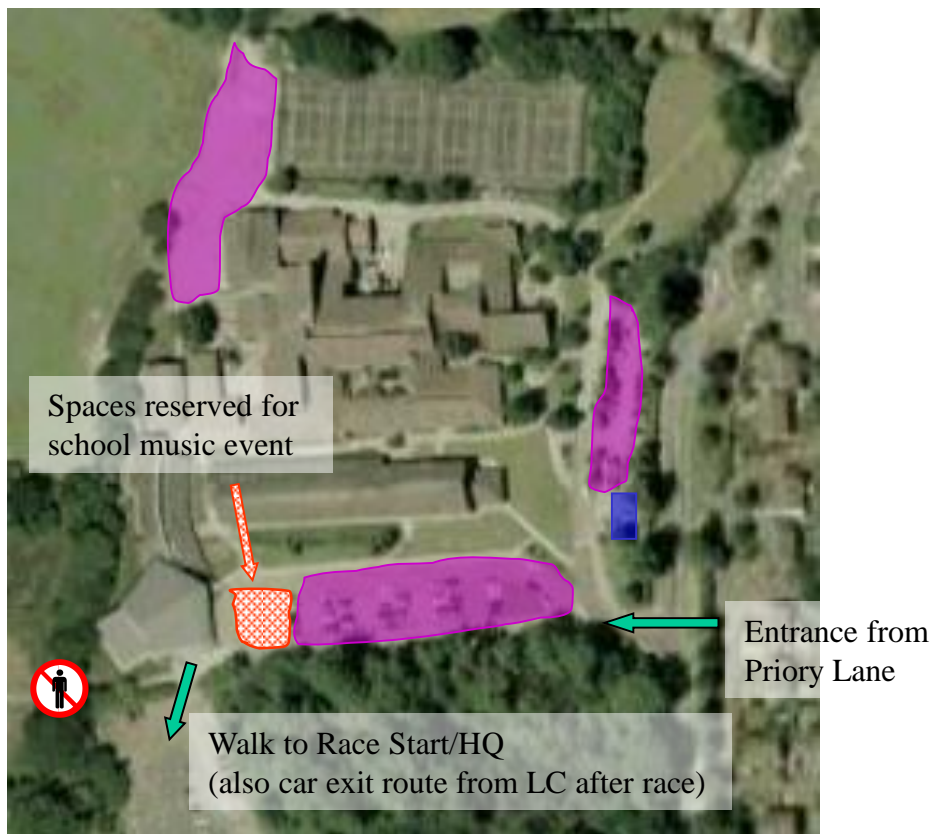 Spaces reserved for
school music event
Entrance from
Priory Lane
Walk to Race Start/HQ
(also car exit route from LC after race)